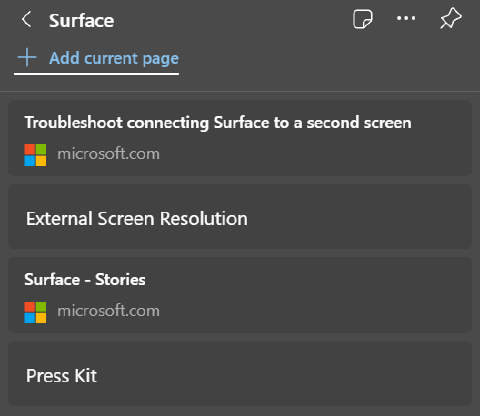 Surface
Add current page
Troubleshoot connecting Surface to a second screen
microsoft.com
External Screen Resolution
Surface - Stories
microsoft.com
Press Kit